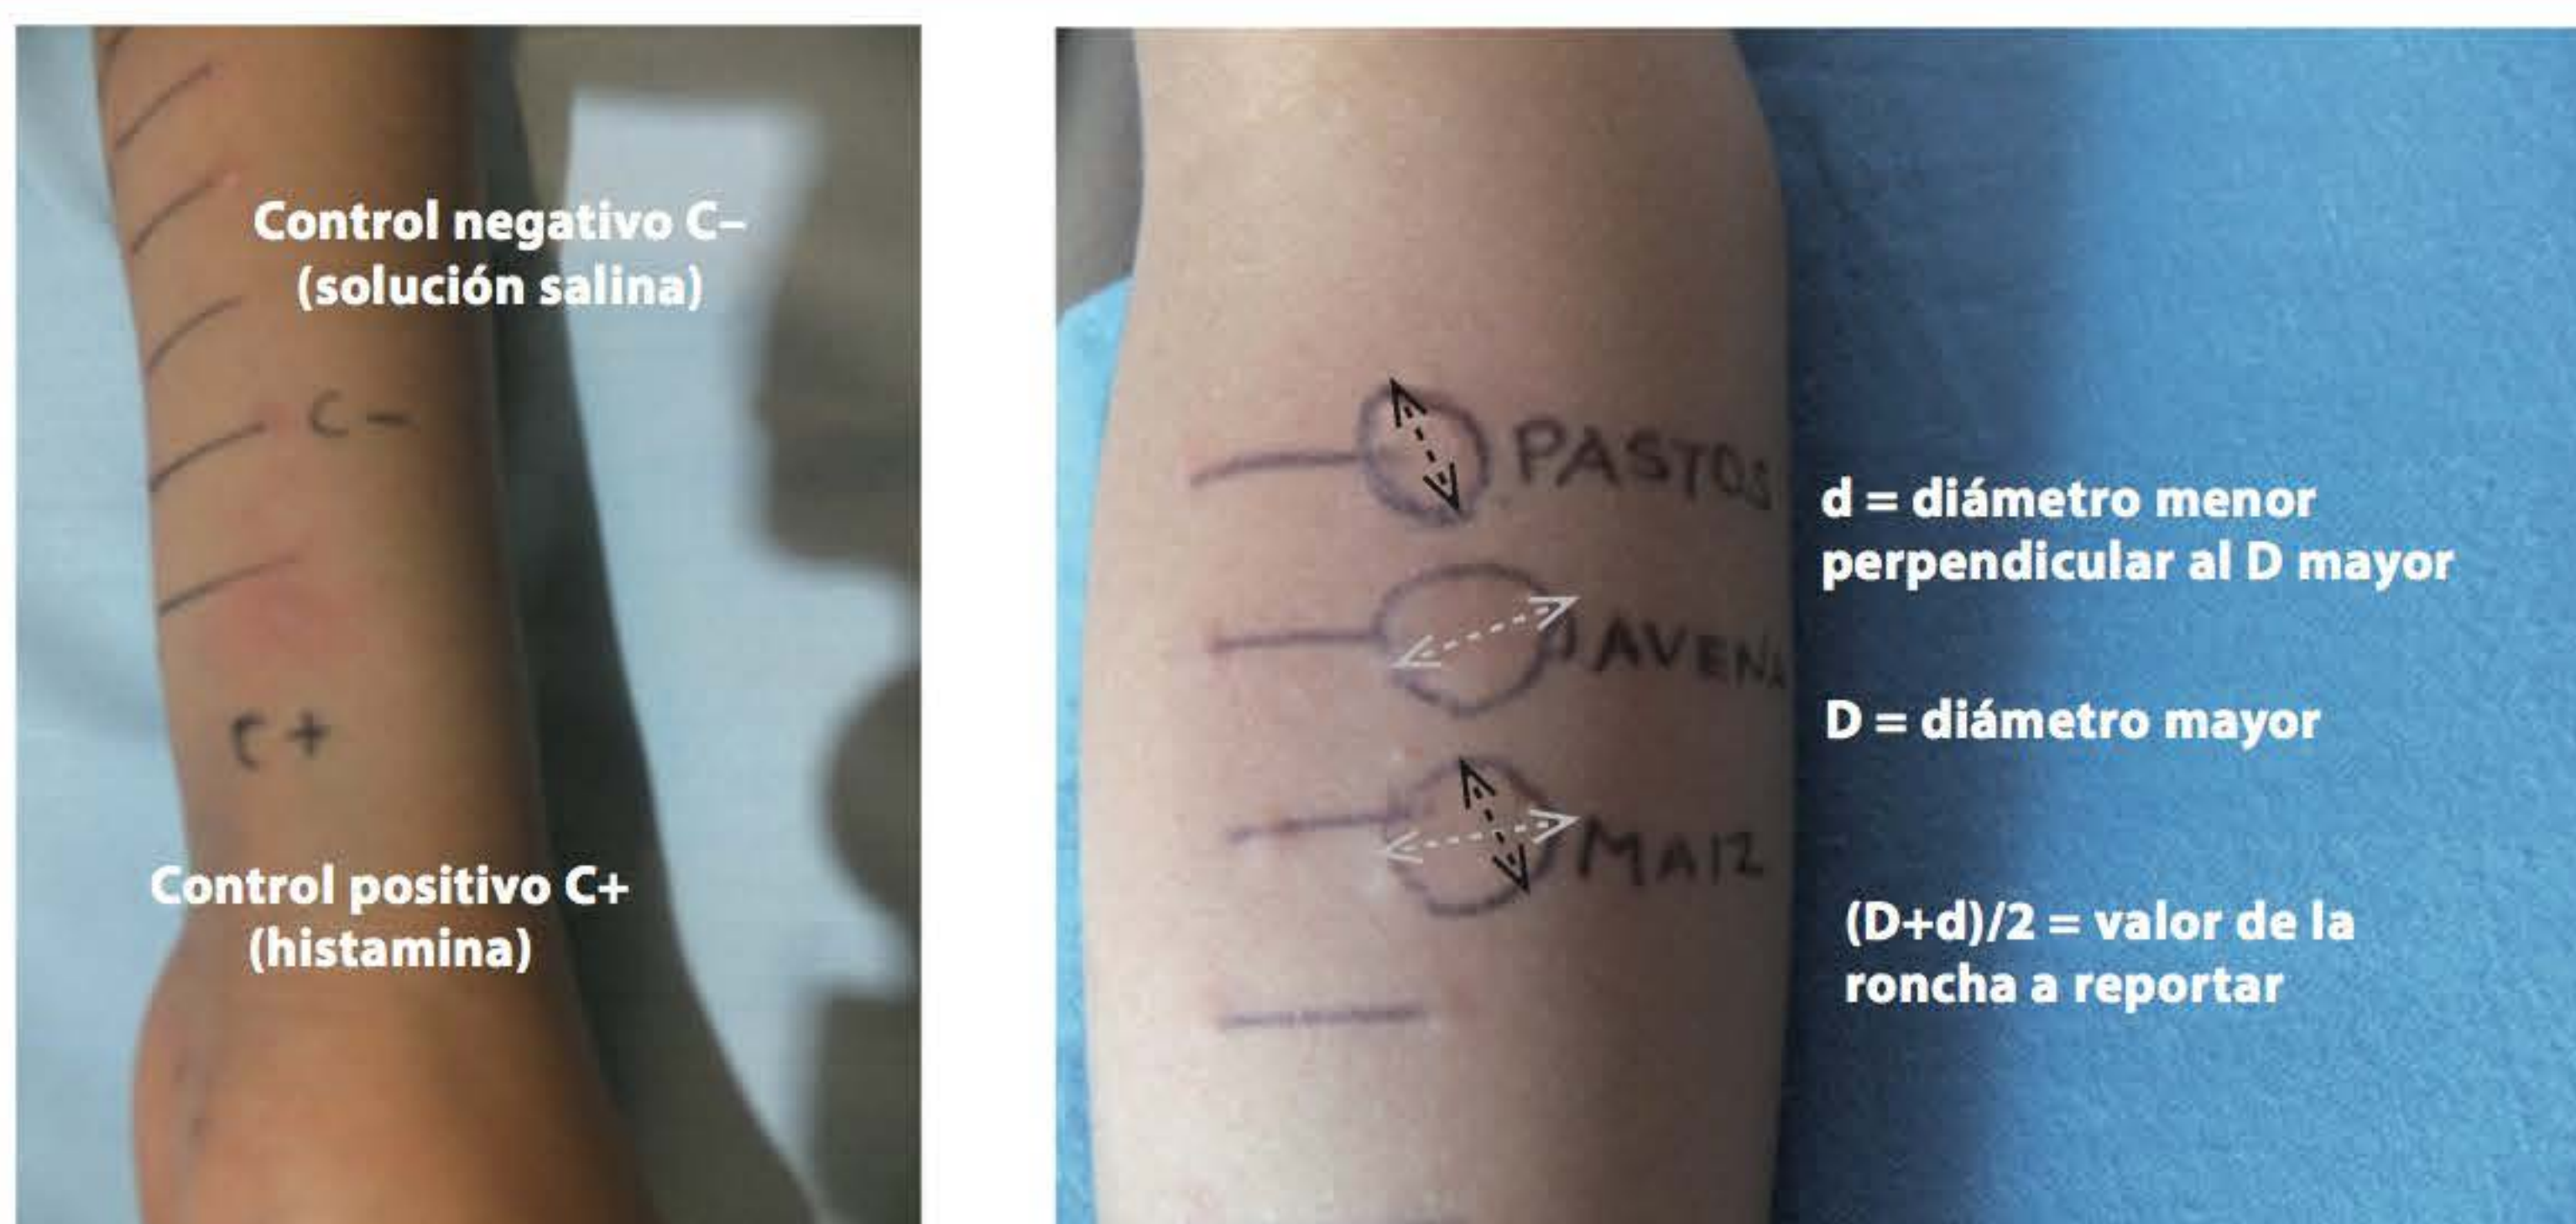 Control negativo C–
(solución salina)
C –
C +
Control positivo C+
(histamina)
PASTOS
AVENA
MAIZ
d = diámetro menor
perpendicular al D mayor
D = diámetro mayor
(D+d)/2 = valor de la
roncha a reportar